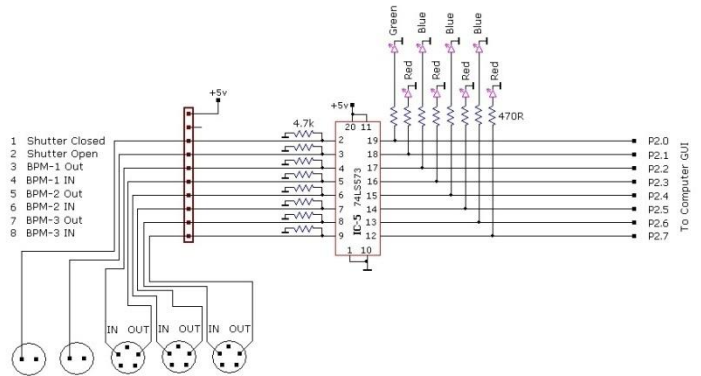 Green
Blue
Blue
Blue
Red
Red
Red
Red
470R
+5v
+5v
4.7k
20 11
1 Shutter Closed
2 Shutter Open
3 BPM-1 Out
4 BPM-1 IN
5 BPM-2 Out
6 BPM-2 IN
7 BPM-3 Out
8 BPM-3 IN
2 19 P2.0
3 18 P2.1
4 17 P2.2
5 16 P2.3
6 15 P2.4
7 14 P2.5
8 13 P2.6
9 12 P2.7
1 10
IC-5
74LS573
To Computer GUI
IN OUT
IN OUT
IN OUT